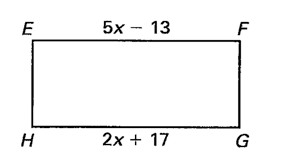 E 5x – 13 F
H 2x + 17 G